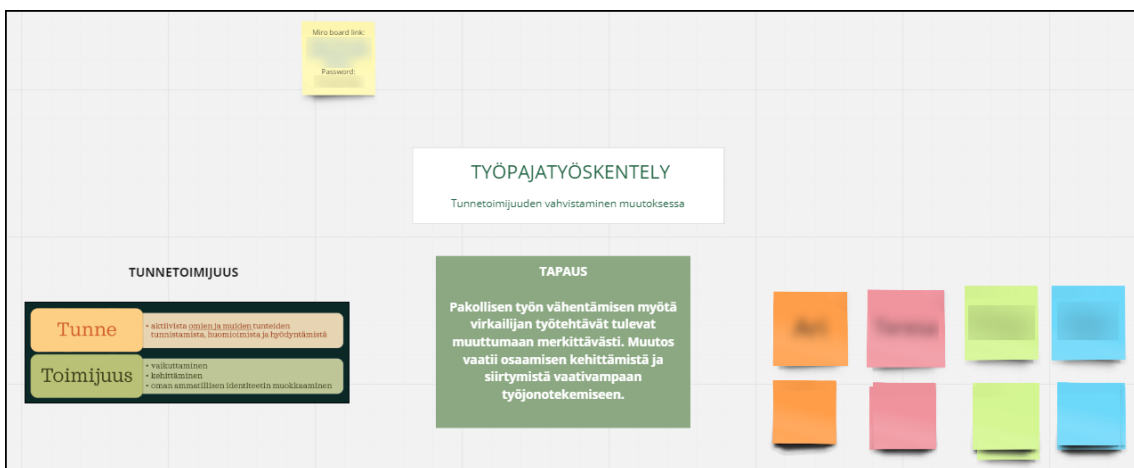 Miro board link:
Password:
TYÖPAJATYÖSKENTELY
Tunnetoimijuuden vahvistaminen muutoksessa
TUNNETOIMIJUUS
Tunne
• aktiivista omien ja muiden tunteiden
tunnistamista, huomioimista ja hyödyntämistä
Toimijuus
• vaikuttaminen
• kehittäminen
• oman ammatillisen identiteetin muokkaaminen
TAPAUS
Pakollisen työn vähentämisen myötä
virkailijan työtehtävät tulevat
muuttumaan merkittävästi. Muutos
vaatii osaamisen kehittämistä ja
siirtymistä vaativampaan
työjonotekemiseen.